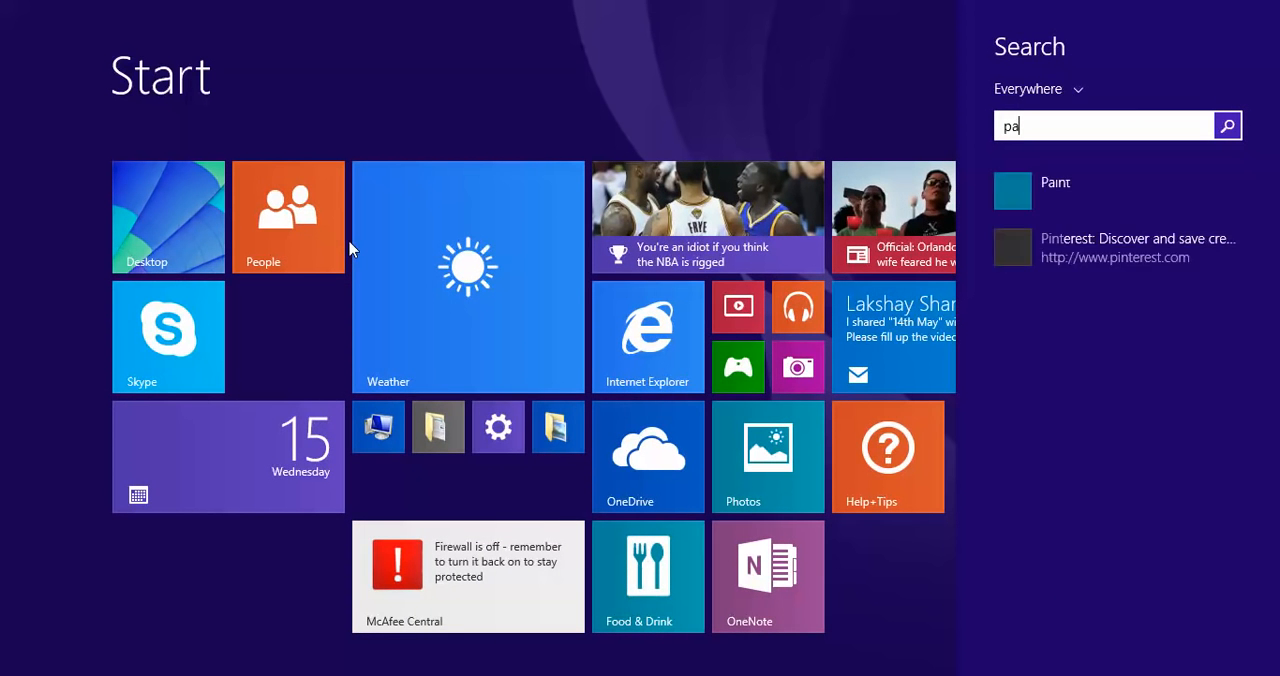 Start
Search
Everywhere
pa
Paint
Pinterest: Discover and save cre...
http://www.pinterest.com
Desktop
People
Weather
FRYE
You're an idiot if you think
the NBA is rigged
Official: Orlando
wife feared he w
Skype
S
Internet Explorer
Lakshay Shar
I shared "14th May" wi
Please fill up the video
15
Wednesday
OneDrive
Photos
?
Help+Tips
!
Firewall is off - remember
to turn it back on to stay
protected
McAfee Central
Food & Drink
N
OneNote